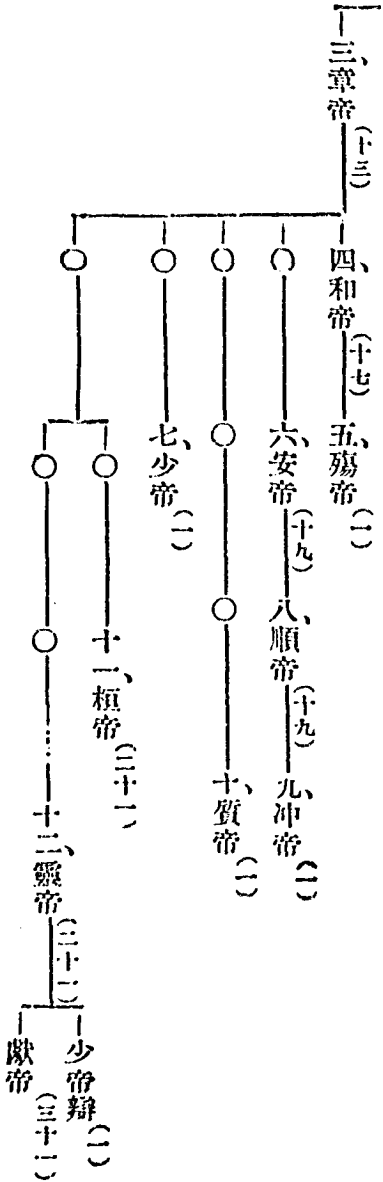 三、章帝(十三)
四、和帝(十七)
五、殤帝(一)
六、安帝(十九)
八、順帝(十九)
九、冲帝(一)
十、質帝(一)
七、少帝(一)
十一、桓帝(二十一)
十二、靈帝(二十二)
少帝辯(一)
獻帝(三十一)